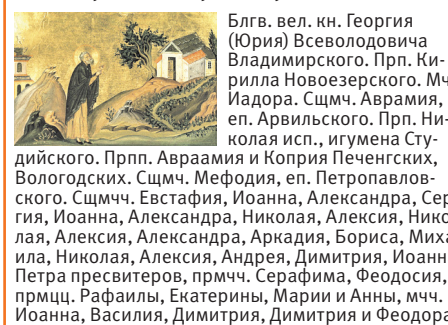 Блгв. вел. кн. Георгия
(Юрия) Всеволодовича
Владимирского. Прп. Ки-
рилла Новоезерского. Мч.
Иадора. Сщмч. Аврамия,
еп. Арвильского. Прп. Ни-
колая исп., игумена Сту-
дийского. Прпп. Авраамия и Коприя Печенгских,
Вологодских. Сщмч. Мефодия, еп. Петропавлов-
ского. Сщмчч. Евстафия, Иоанна, Александра, Сер
гия, Иоанна, Александра, Николая, Алексия, Нико
лая, Алексия, Александра, Аркадия, Бориса, Миха
ила, Николая, Алексия, Андрея, Димитрия, Иоанн
Петра пресвитеров, прмчч. Серафима, Феодосия,
прмцц. Рафаилы, Екатерины, Марии и Анны, мчч.
Иоанна, Василия, Димитрия, Димитрия и Феодора